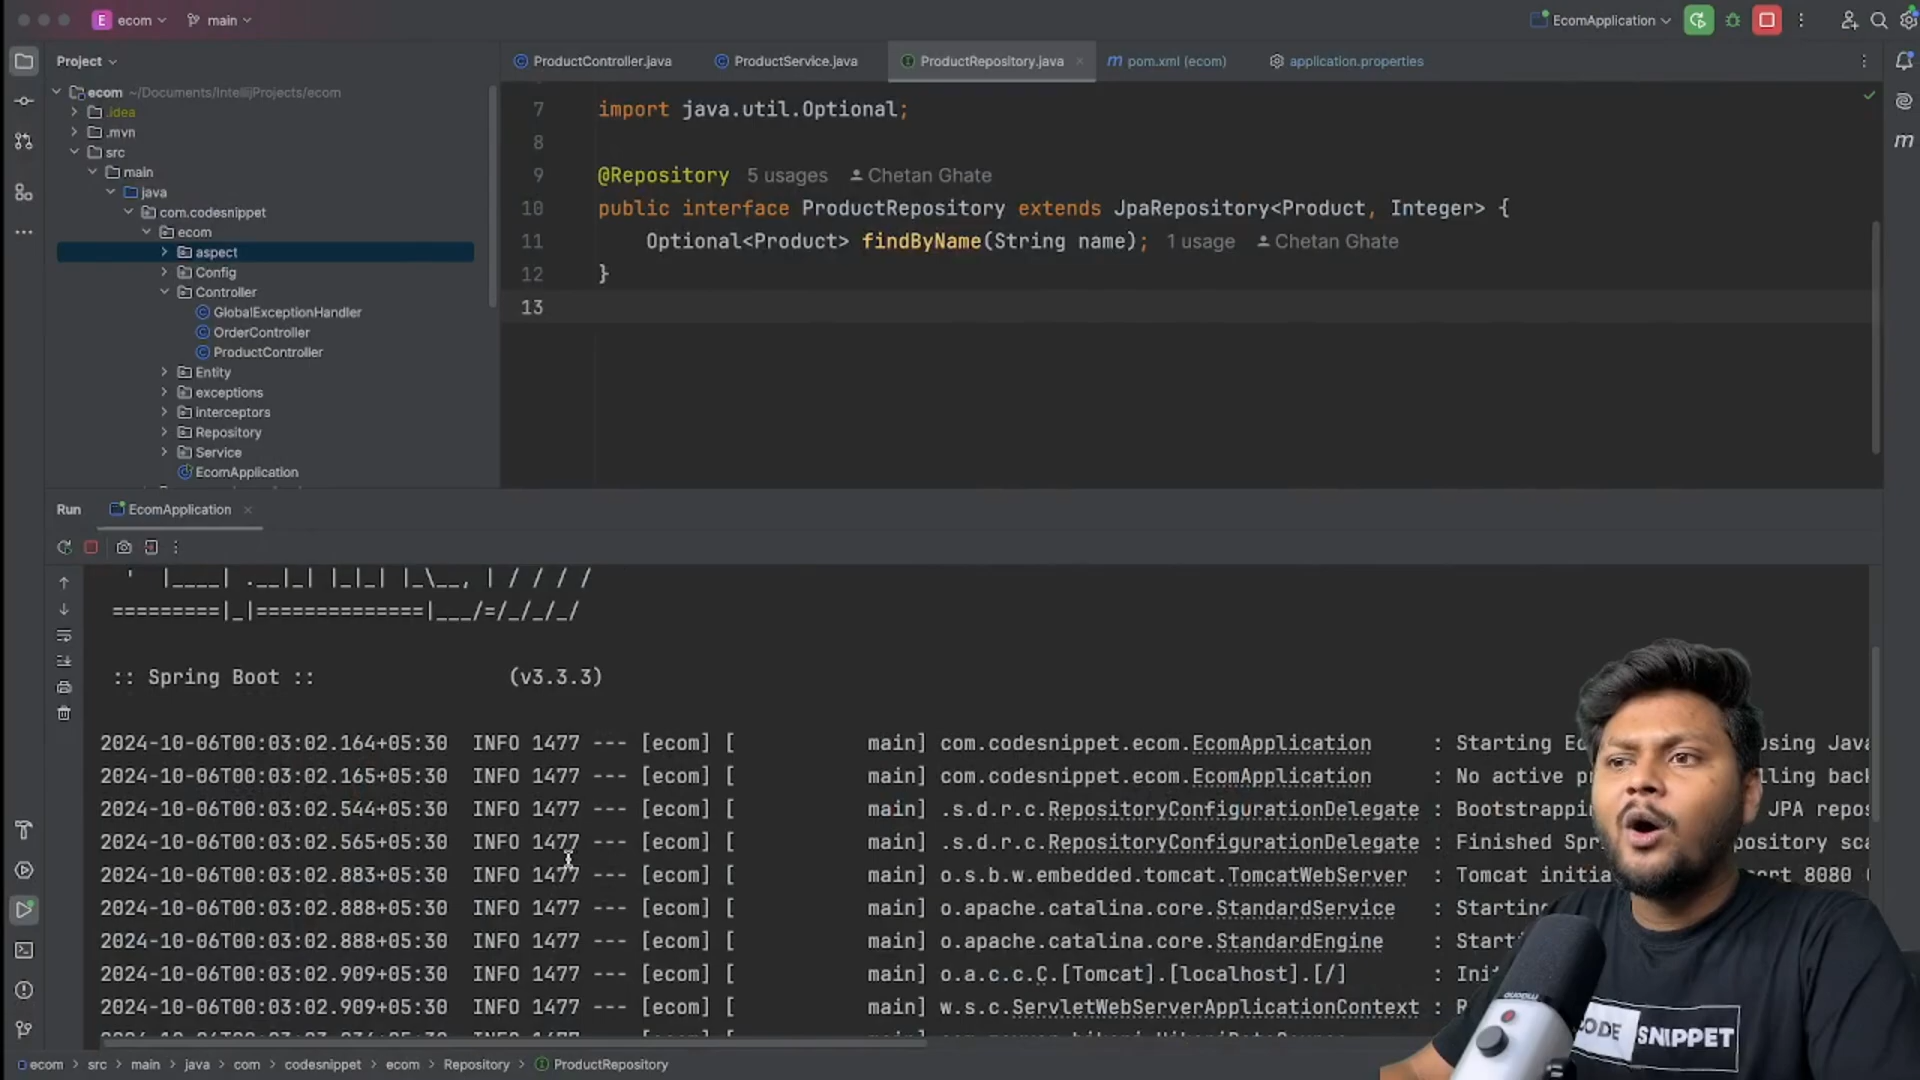 E ecom main EcomApplication
Project
ProductController.java ProductService.java ProductRepository.java pom.xml (ecom) application.properties
ecom ~/Documents/IntellijProjects/ecom
.idea
.mvn
src
main
java
com.codesnippet
ecom
aspect
Config
Controller
GlobalExceptionHandler
OrderController
ProductController
Entity
exceptions
interceptors
Repository
Service
EcomApplication
7 import java.util.Optional;
8
9 @Repository 5 usages Chetan Ghate
10 public interface ProductRepository extends JpaRepository<Product, Integer> {
11 Optional<Product> findByName(String name); 1 usage Chetan Ghate
12 }
13
Run EcomApplication
' |____| .__|_| |_|_| |_\__, | / / / /
=========|_|==============|___/=/_/_/_/
:: Spring Boot :: (v3.3.3)
2024-10-06T00:03:02.164+05:30 INFO 1477 --- [ecom] [ main] com.codesnippet.ecom.EcomApplication : Starting using Java
2024-10-06T00:03:02.165+05:30 INFO 1477 --- [ecom] [ main] com.codesnippet.ecom.EcomApplication : No active
2024-10-06T00:03:02.544+05:30 INFO 1477 --- [ecom] [ main] .s.d.r.c.RepositoryConfigurationDelegate : JPA
2024-10-06T00:03:02.565+05:30 INFO 1477 --- [ecom] [ main] .s.d.r.c.RepositoryConfigurationDelegate : Finished
2024-10-06T00:03:02.883+05:30 INFO 1477 --- [ecom] [ main] o.s.b.w.embedded.tomcat.TomcatWebServer : Tomcat 8080
2024-10-06T00:03:02.888+05:30 INFO 1477 --- [ecom] [ main] o.apache.catalina.core.StandardService :
2024-10-06T00:03:02.888+05:30 INFO 1477 --- [ecom] [ main] o.apache.catalina.core.StandardEngine :
2024-10-06T00:03:02.909+05:30 INFO 1477 --- [ecom] [ main] o.a.c.c.C.[Tomcat].[localhost].[/] :
2024-10-06T00:03:02.909+05:30 INFO 1477 --- [ecom] [ main] w.s.c.ServletWebServerApplicationContext :
SNIPPET
ecom > src > main > java > com > codesnippet > ecom > Repository > ProductRepository